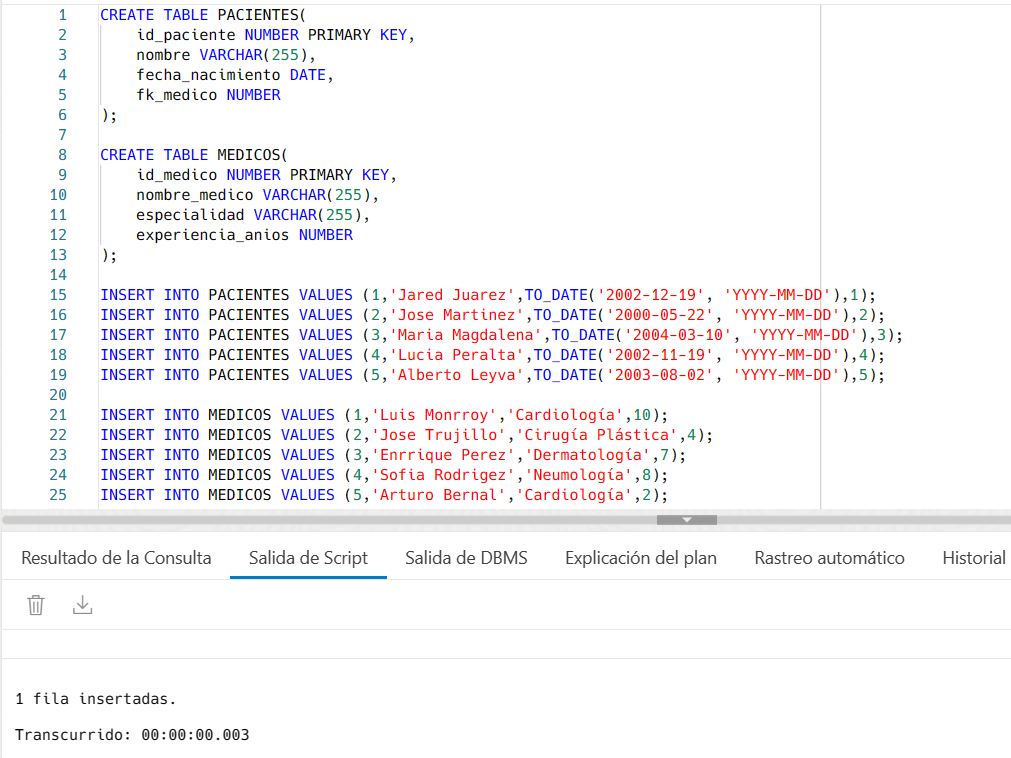 1 CREATE TABLE PACIENTES(
2 id_paciente NUMBER PRIMARY KEY,
3 nombre VARCHAR(255),
4 fecha_nacimiento DATE,
5 fk_medico NUMBER
6 );
7
8 CREATE TABLE MEDICOS(
9 id_medico NUMBER PRIMARY KEY,
10 nombre_medico VARCHAR(255),
11 especialidad VARCHAR(255),
12 experiencia_anios NUMBER
13 );
14
15 INSERT INTO PACIENTES VALUES (1,'Jared Juarez',TO_DATE('2002-12-19', 'YYYY-MM-DD'),1);
16 INSERT INTO PACIENTES VALUES (2,'Jose Martinez',TO_DATE('2000-05-22', 'YYYY-MM-DD'),2);
17 INSERT INTO PACIENTES VALUES (3,'Maria Magdalena',TO_DATE('2004-03-10', 'YYYY-MM-DD'),3);
18 INSERT INTO PACIENTES VALUES (4,'Lucia Peralta',TO_DATE('2002-11-19', 'YYYY-MM-DD'),4);
19 INSERT INTO PACIENTES VALUES (5,'Alberto Leyva',TO_DATE('2003-08-02', 'YYYY-MM-DD'),5);
20
21 INSERT INTO MEDICOS VALUES (1,'Luis Monrroy','Cardiología',10);
22 INSERT INTO MEDICOS VALUES (2,'Jose Trujillo','Cirugía Plástica',4);
23 INSERT INTO MEDICOS VALUES (3,'Enrrique Perez','Dermatología',7);
24 INSERT INTO MEDICOS VALUES (4,'Sofia Rodrigez','Neumología',8);
25 INSERT INTO MEDICOS VALUES (5,'Arturo Bernal','Cardiología',2);
Resultado de la Consulta Salida de Script Salida de DBMS Explicación del plan Rastreo automático Historial
1 fila insertadas.
Transcurrido: 00:00:00.003